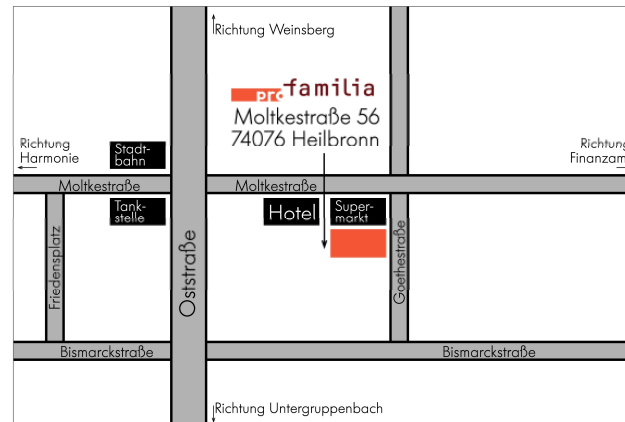 Richtung Weinsberg
pro familia
Moltkestraße 56
74076 Heilbronn
Richtung
Harmonie
Stadt-
bahn
Richtung
Finanzam
Moltkestraße
Moltkestraße
Tank-
stelle
Hotel
Super-
markt
Friedensplatz
Oststraße
Goethestraße
Bismarckstraße
Bismarckstraße
Richtung Untergruppenbach